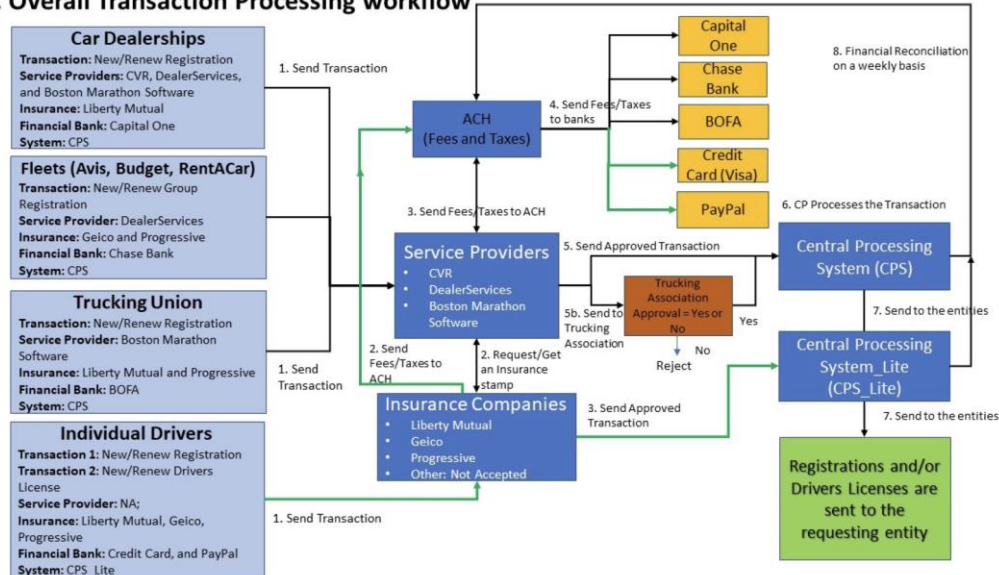 . Overall Transaction Processing workflow
Car Dealerships
Transaction: New/Renew Registration
Service Providers: CVR, DealerServices,
and Boston Marathon Software
Insurance: Liberty Mutual
Financial Bank: Capital One
System: CPS
Fleets (Avis, Budget, RentACar)
Transaction: New/Renew Group
Registration
Service Provider: DealerServices
Insurance: Geico and Progressive
Financial Bank: Chase Bank
System: CPS
Trucking Union
Transaction: New/Renew Registration
Service Provider: Boston Marathon
Software
Insurance: Liberty Mutual and Progressive
Financial Bank: BOFA
System: CPS
Individual Drivers
Transaction 1: New/Renew Registration
Transaction 2: New/Renew Drivers
License
Service Provider: NA;
Insurance: Liberty Mutual, Geico,
Progressive
Financial Bank: Credit Card, and PayPal
System: CPS_Lite
1. Send Transaction
1. Send
Transaction
1. Send Transaction
ACH
(Fees and Taxes)
3. Send Fees/Taxes to ACH
Service Providers
• CVR
• DealerServices
• Boston Marathon
Software
2. Send
Fees/Taxes to
ACH
2. Request/Get
an Insurance
stamp
Insurance Companies
• Liberty Mutual
• Geico
• Progressive
• Other: Not Accepted
4. Send Fees/Taxes
to banks
Capital
One
Chase
Bank
BOFA
Credit
Card (Visa)
PayPal
5. Send Approved Transaction
5b. Send to
Trucking
Association
Trucking
Association
Approval = Yes or
No
Yes
No
Reject
3. Send Approved
Transaction
8. Financial Reconciliation
on a weekly basis
6. CP Processes the Transaction
Central Processing
System (CPS)
7. Send to the entities
Central Processing
System_Lite
(CPS_Lite)
7. Send to the entities
Registrations and/or
Drivers Licenses are
sent to the
requesting entity